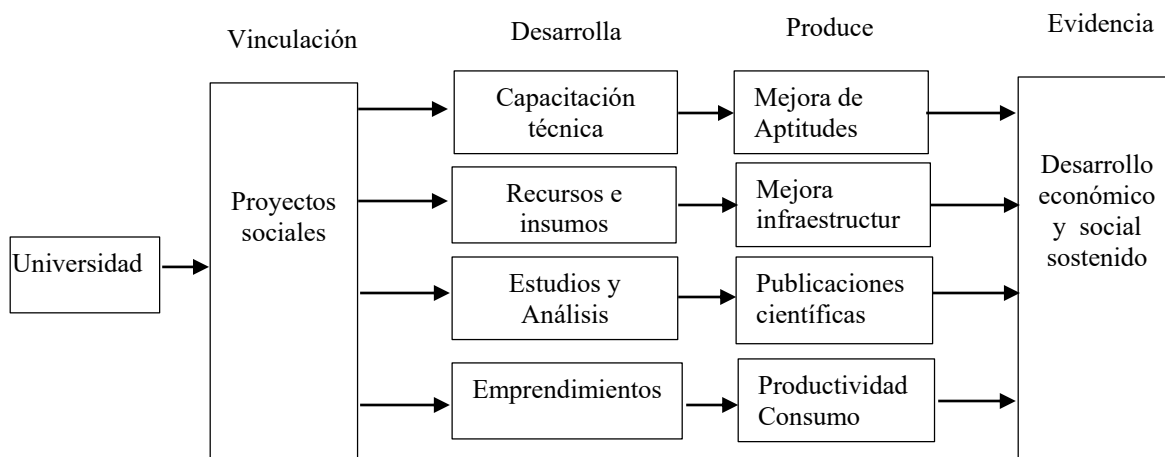 Vinculación
Desarrolla
Produce
Evidencia
Universidad
Proyectos
sociales
Capacitación
técnica
Mejora de
Aptitudes
Recursos e
insumos
Mejora
infraestructur
Estudios y
Análisis
Publicaciones
científicas
Emprendimientos
Productividad
Consumo
Desarrollo
económico
y social
sostenido